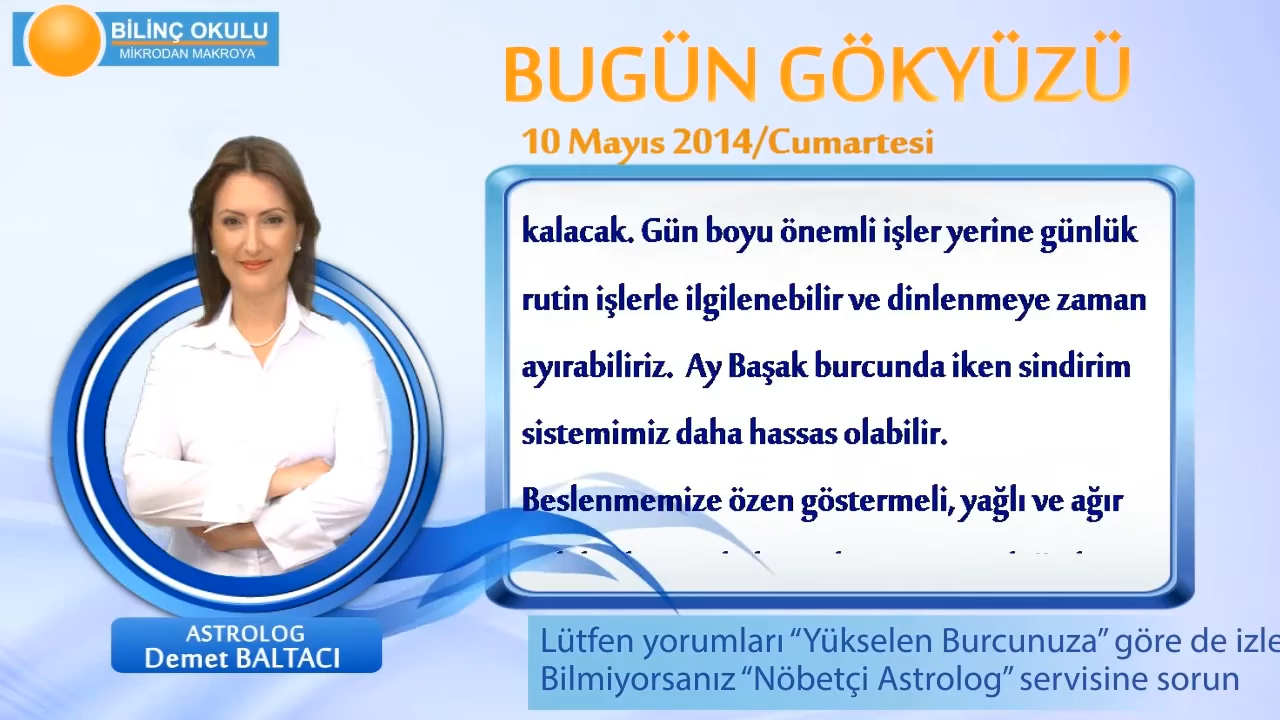 BİLİNÇ OKULU
MİKRODAN MAKROYA
BUGÜN GÖKYÜZÜ
10 Mayıs 2014/Cumartesi
kalacak. Gün boyu önemli işler yerine günlük
rutin işlerle ilgilenebilir ve dinlenmeye zaman
ayırabiliriz. Ay Başak burcunda iken sindirim
sistemimiz daha hassas olabilir.
Beslenmemize özen göstermeli, yağlı ve ağır
ASTROLOG
Demet BALTACI
Lütfen yorumları “Yükselen Burcunuza” göre de izle
Bilmiyorsanız “Nöbetçi Astrolog” servisine sorun